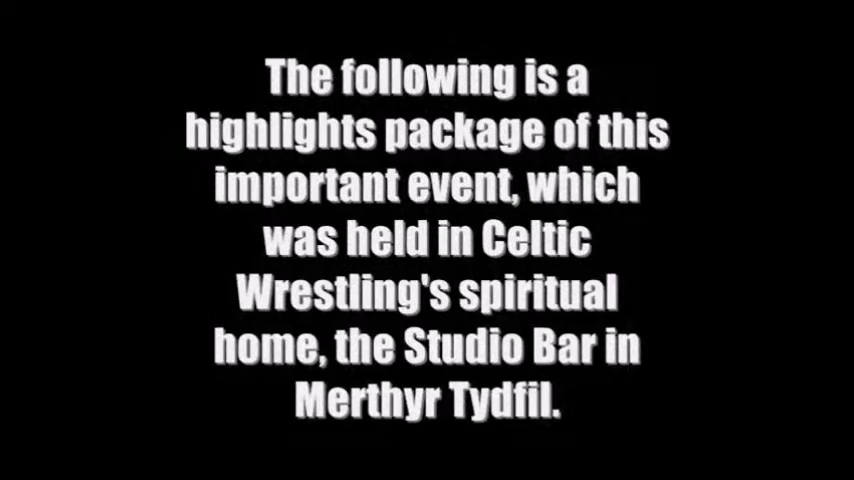 The following is a
highlights package of this
important event, which
was held in Celtic
Wrestling's spiritual
home, the Studio Bar in
Merthyr Tydfil.